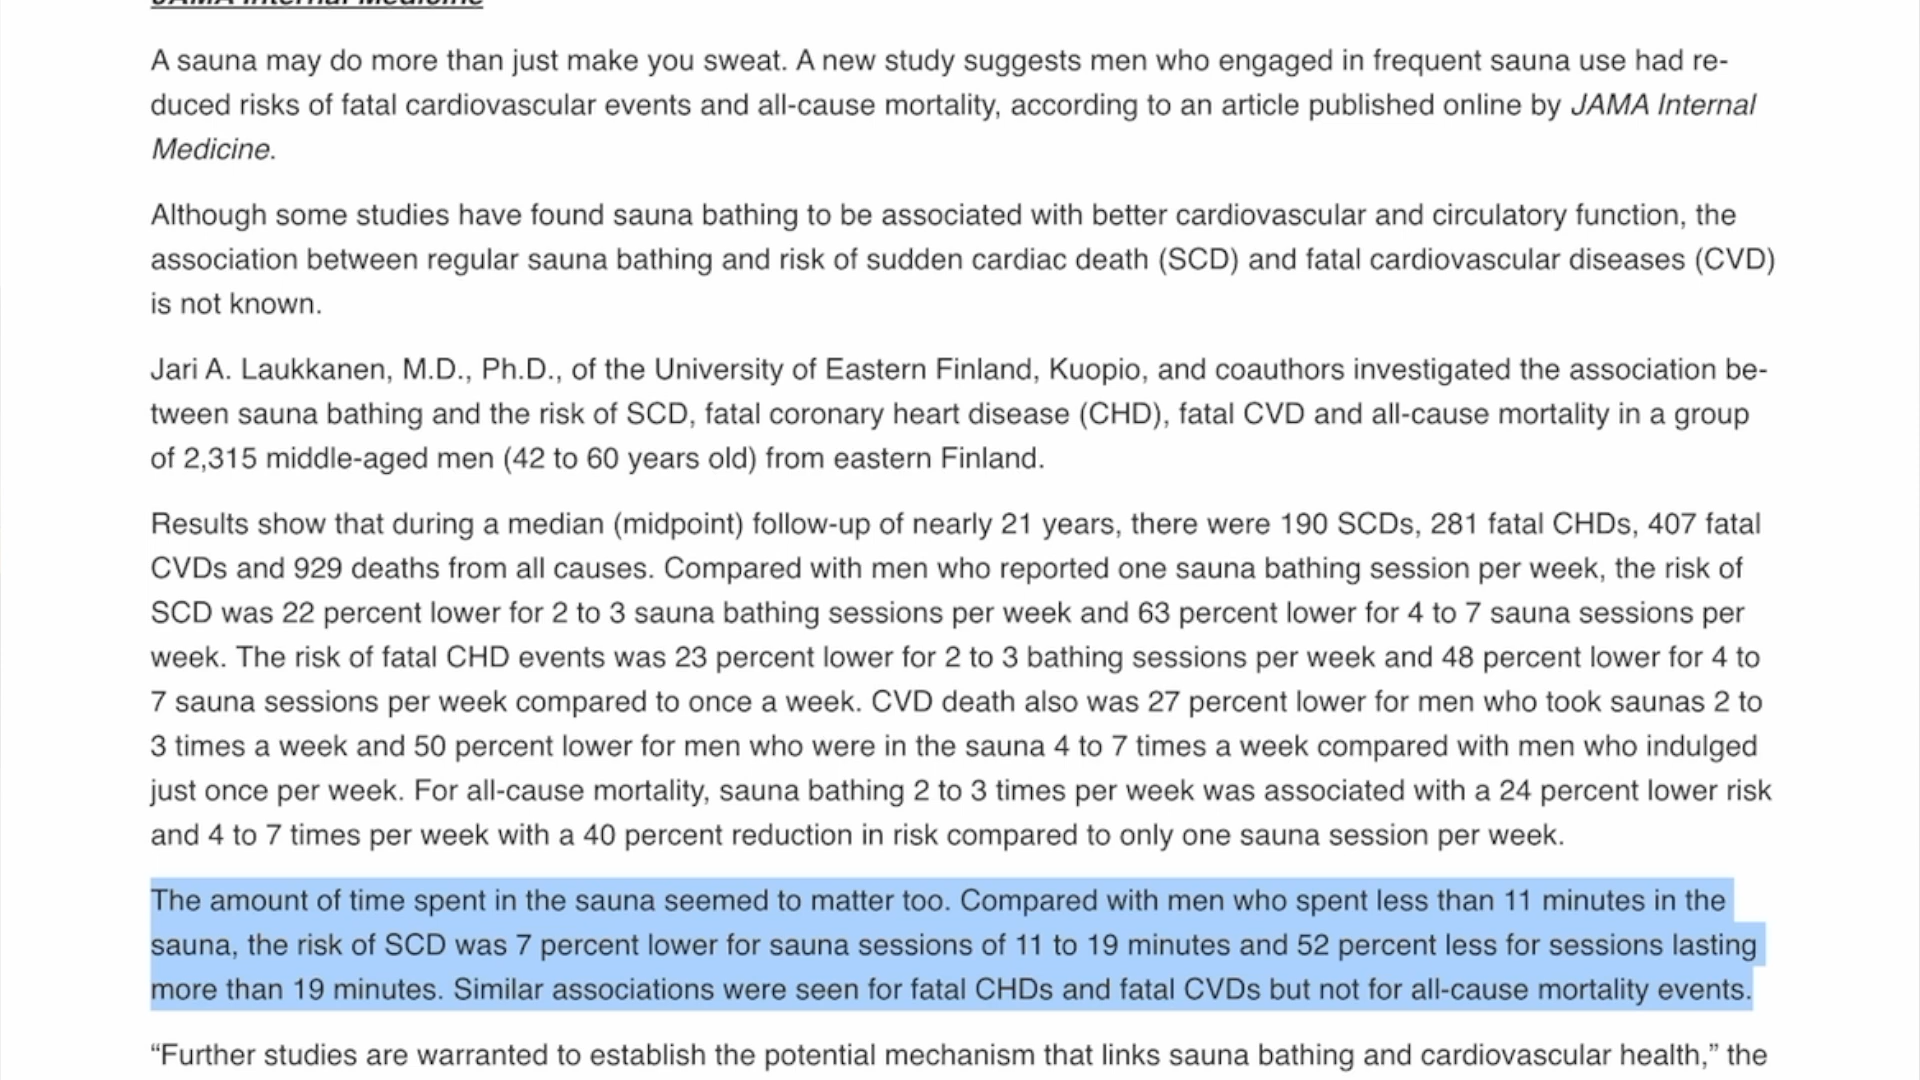 JAMA Internal Medicine
A sauna may do more than just make you sweat. A new study suggests men who engaged in frequent sauna use had re-
duced risks of fatal cardiovascular events and all-cause mortality, according to an article published online by JAMA Internal
Medicine.
Although some studies have found sauna bathing to be associated with better cardiovascular and circulatory function, the
association between regular sauna bathing and risk of sudden cardiac death (SCD) and fatal cardiovascular diseases (CVD)
is not known.
Jari A. Laukkanen, M.D., Ph.D., of the University of Eastern Finland, Kuopio, and coauthors investigated the association be-
tween sauna bathing and the risk of SCD, fatal coronary heart disease (CHD), fatal CVD and all-cause mortality in a group
of 2,315 middle-aged men (42 to 60 years old) from eastern Finland.
Results show that during a median (midpoint) follow-up of nearly 21 years, there were 190 SCDs, 281 fatal CHDs, 407 fatal
CVDs and 929 deaths from all causes. Compared with men who reported one sauna bathing session per week, the risk of
SCD was 22 percent lower for 2 to 3 sauna bathing sessions per week and 63 percent lower for 4 to 7 sauna sessions per
week. The risk of fatal CHD events was 23 percent lower for 2 to 3 bathing sessions per week and 48 percent lower for 4 to
7 sauna sessions per week compared to once a week. CVD death also was 27 percent lower for men who took saunas 2 to
3 times a week and 50 percent lower for men who were in the sauna 4 to 7 times a week compared with men who indulged
just once per week. For all-cause mortality, sauna bathing 2 to 3 times per week was associated with a 24 percent lower risk
and 4 to 7 times per week with a 40 percent reduction in risk compared to only one sauna session per week.
The amount of time spent in the sauna seemed to matter too. Compared with men who spent less than 11 minutes in the
sauna, the risk of SCD was 7 percent lower for sauna sessions of 11 to 19 minutes and 52 percent less for sessions lasting
more than 19 minutes. Similar associations were seen for fatal CHDs and fatal CVDs but not for all-cause mortality events.
“Further studies are warranted to establish the potential mechanism that links sauna bathing and cardiovascular health,” the